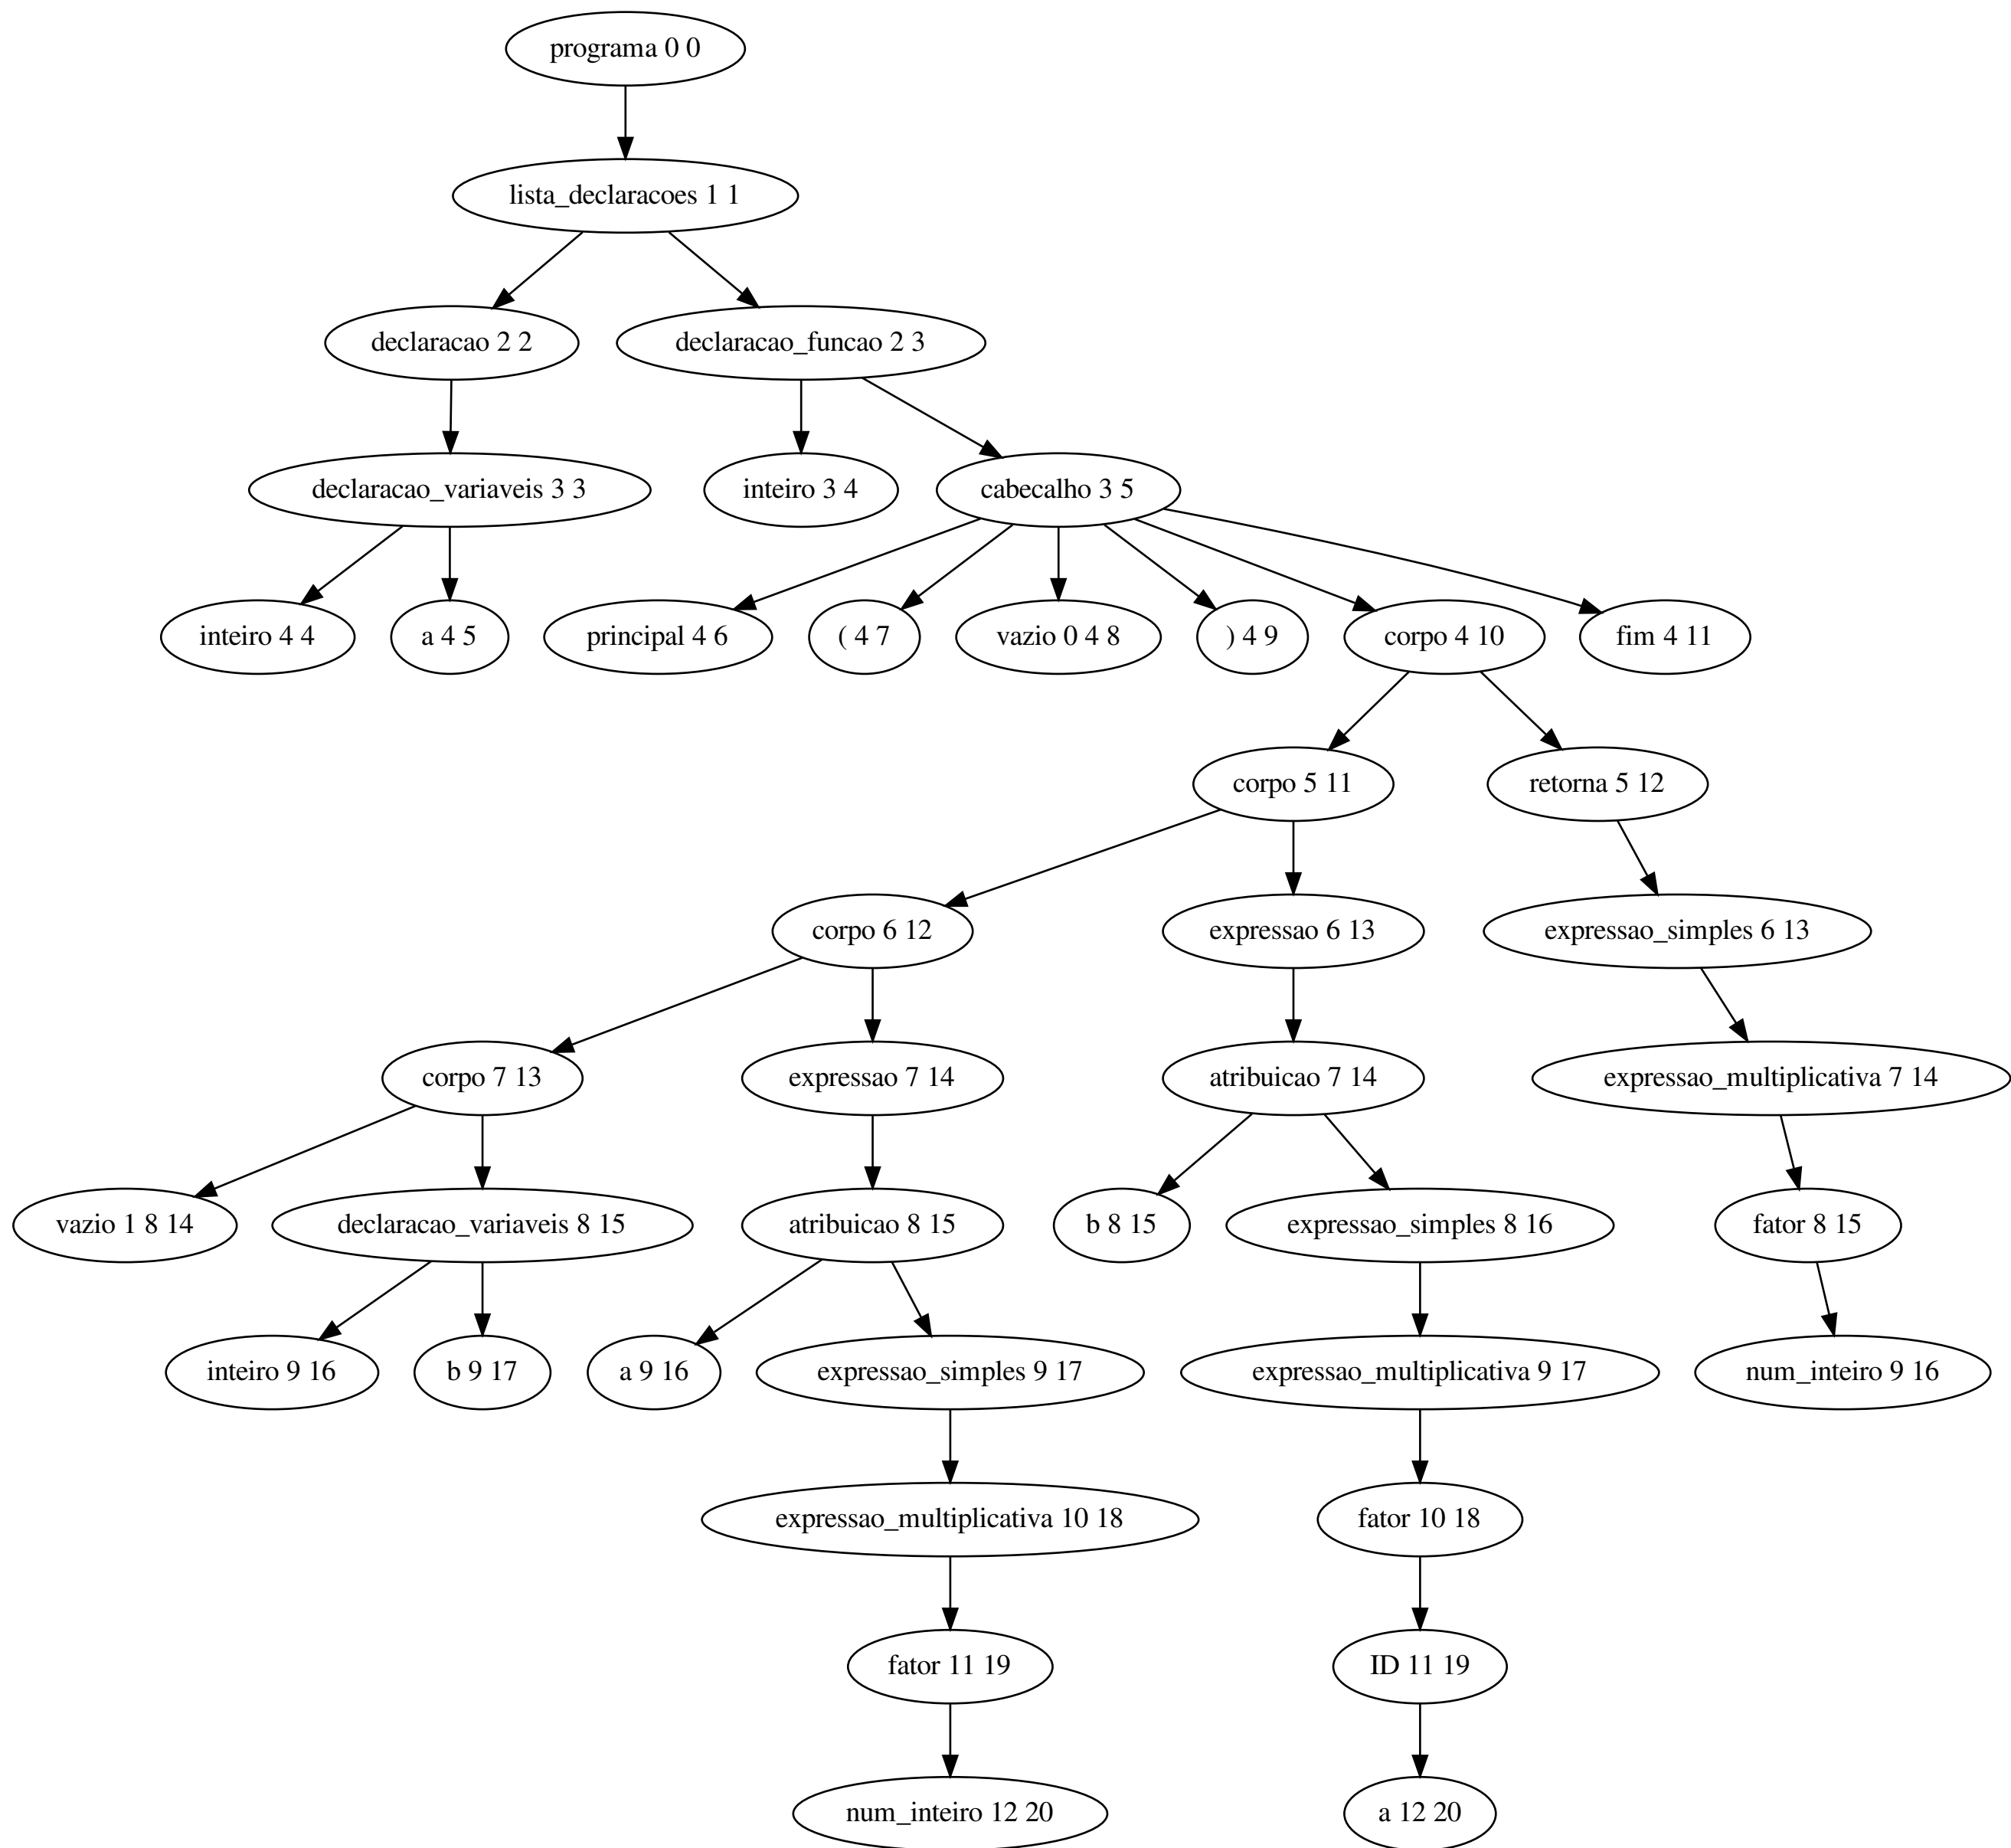 programa 0 0
lista_declaracoes 1 1
declaracao 2 2
declaracao_funcao 2 3
declaracao_variaveis 3 3
inteiro 3 4
cabecalho 3 5
inteiro 4 4
a 4 5
principal 4 6
( 4 7
vazio 0 4 8
) 4 9
corpo 4 10
fim 4 11
corpo 5 11
retorna 5 12
corpo 6 12
expressao 6 13
expressao_simples 6 13
corpo 7 13
expressao 7 14
atribuicao 7 14
expressao_multiplicativa 7 14
vazio 1 8 14
declaracao_variaveis 8 15
atribuicao 8 15
b 8 15
expressao_simples 8 16
fator 8 15
inteiro 9 16
b 9 17
a 9 16
expressao_simples 9 17
expressao_multiplicativa 9 17
num_inteiro 9 16
expressao_multiplicativa 10 18
fator 10 18
fator 11 19
ID 11 19
num_inteiro 12 20
a 12 20